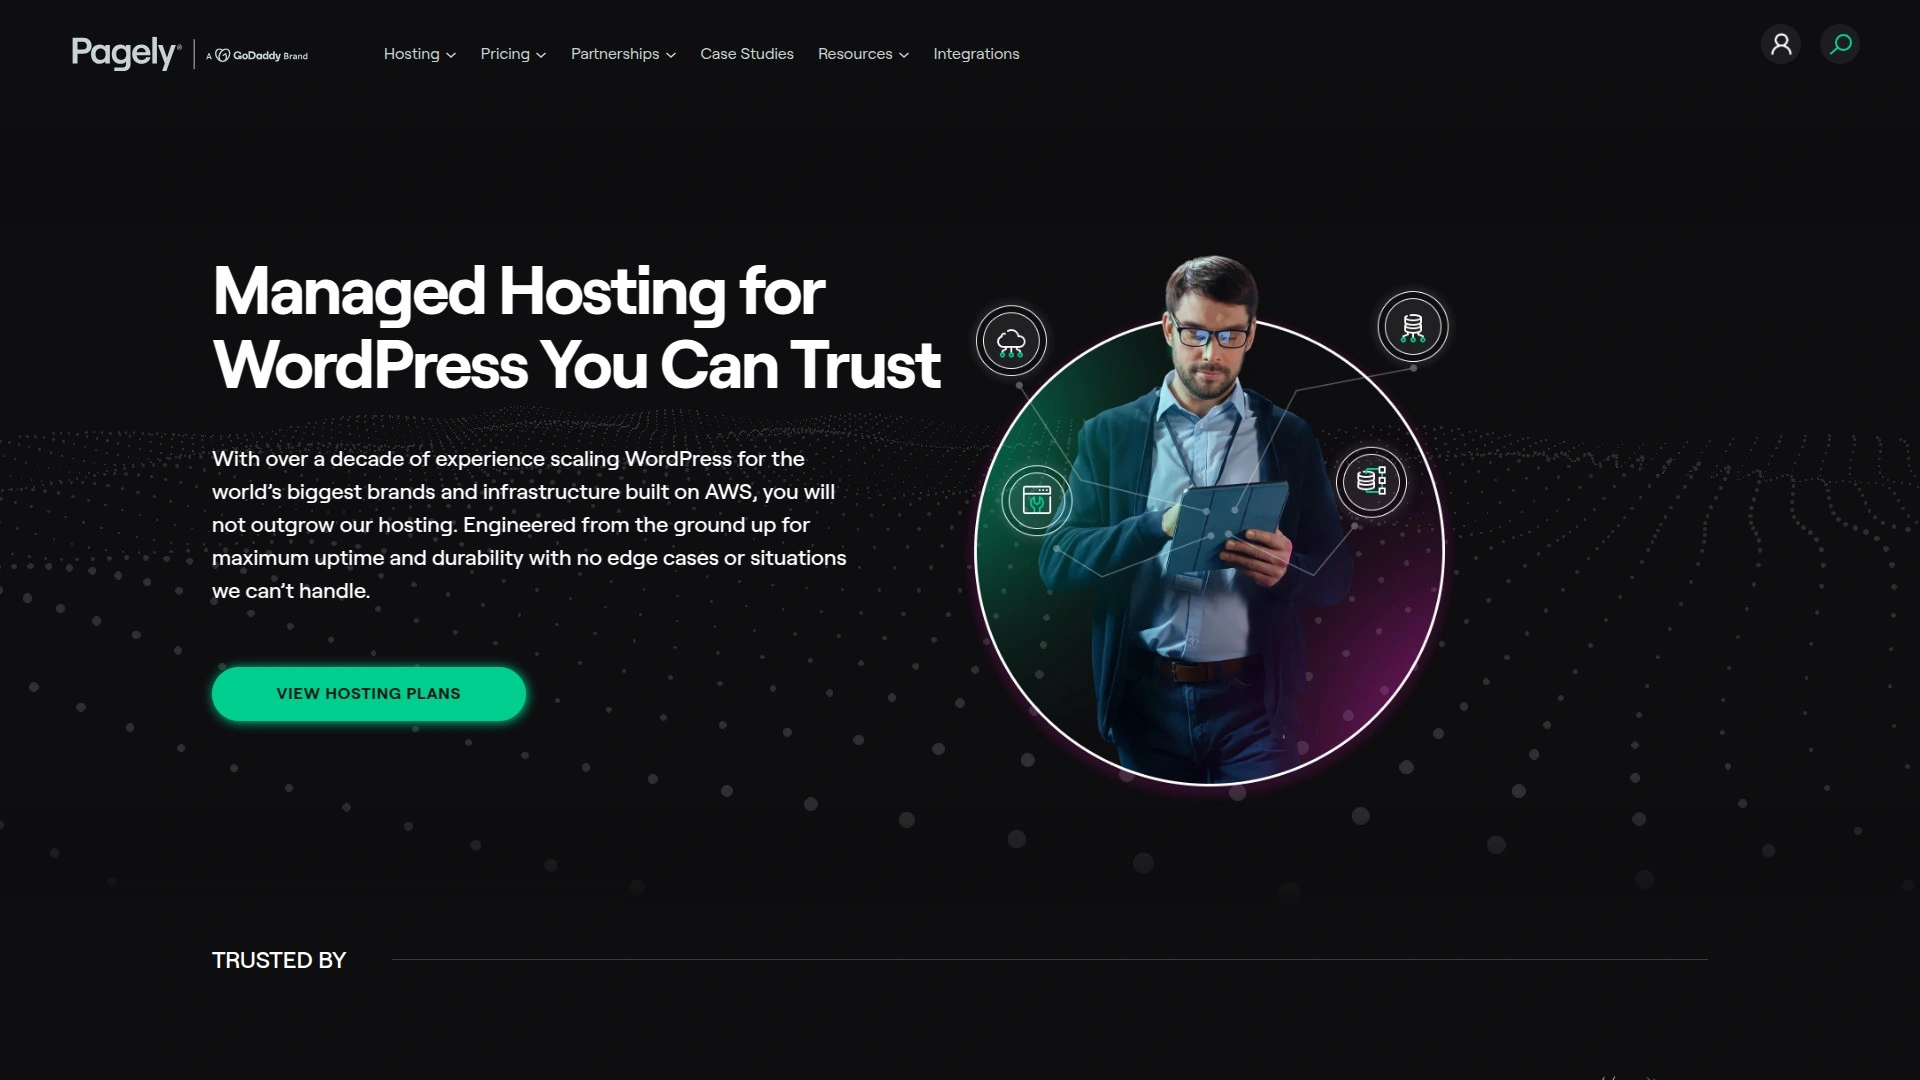 Pagely® A GoDaddy Brand
Hosting Pricing Partnerships Case Studies Resources Integrations
Managed Hosting for
WordPress You Can Trust
With over a decade of experience scaling WordPress for the
world’s biggest brands and infrastructure built on AWS, you will
not outgrow our hosting. Engineered from the ground up for
maximum uptime and durability with no edge cases or situations
we can’t handle.
VIEW HOSTING PLANS
TRUSTED BY